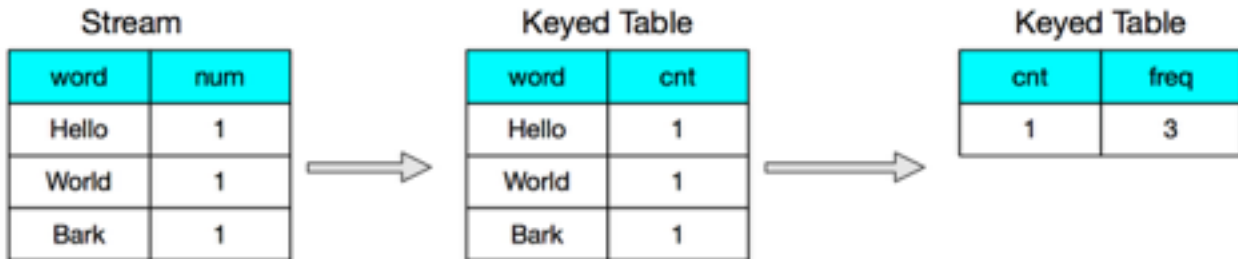 Stream Keyed Table Keyed Table
word num word cnt cnt freq
Hello 1 Hello 1 1 3
World 1 World 1
Bark 1 Bark 1